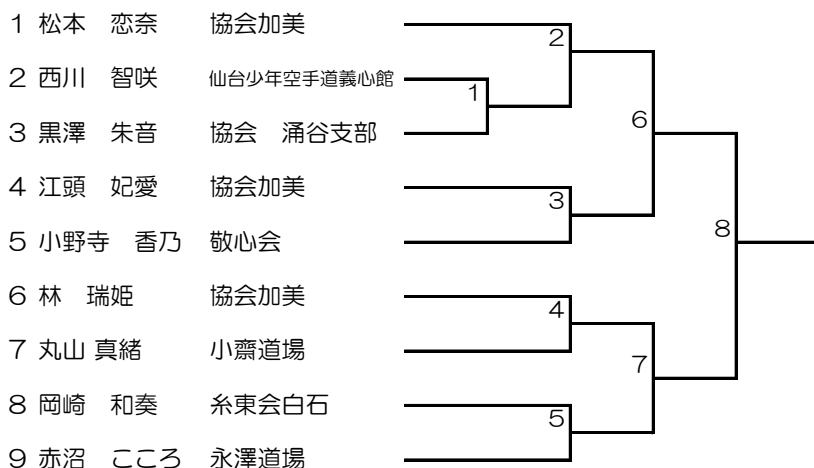 1 松本　恋奈　協会加美
2 西川　智咲　仙台少年空手道義心館
3 黒澤　朱音　協会　涌谷支部
4 江頭　妃愛　協会加美
5 小野寺　香乃　敬心会
6 林　瑞姫　協会加美
7 丸山 真緒　小齋道場
8 岡崎　和奏　糸東会白石
9 赤沼　こころ　永澤道場
2
1
6
3
8
4
7
5